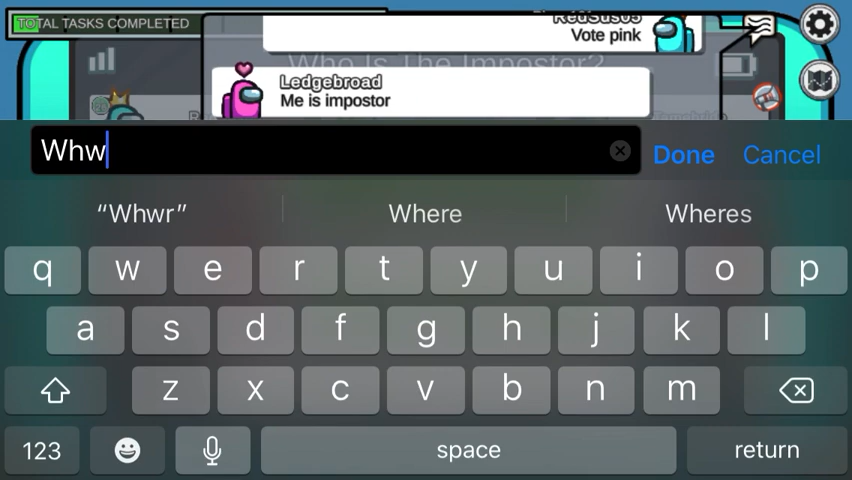 TOTAL TASKS COMPLETED
RedSus05
Vote pink
Who Is The Impostor?
Ledgebroad
Me is impostor
Whw
Done
Cancel
“Whwr”
Where
Wheres
q w e r t y u i o p
a s d f g h j k l
z x c v b n m
123
space
return